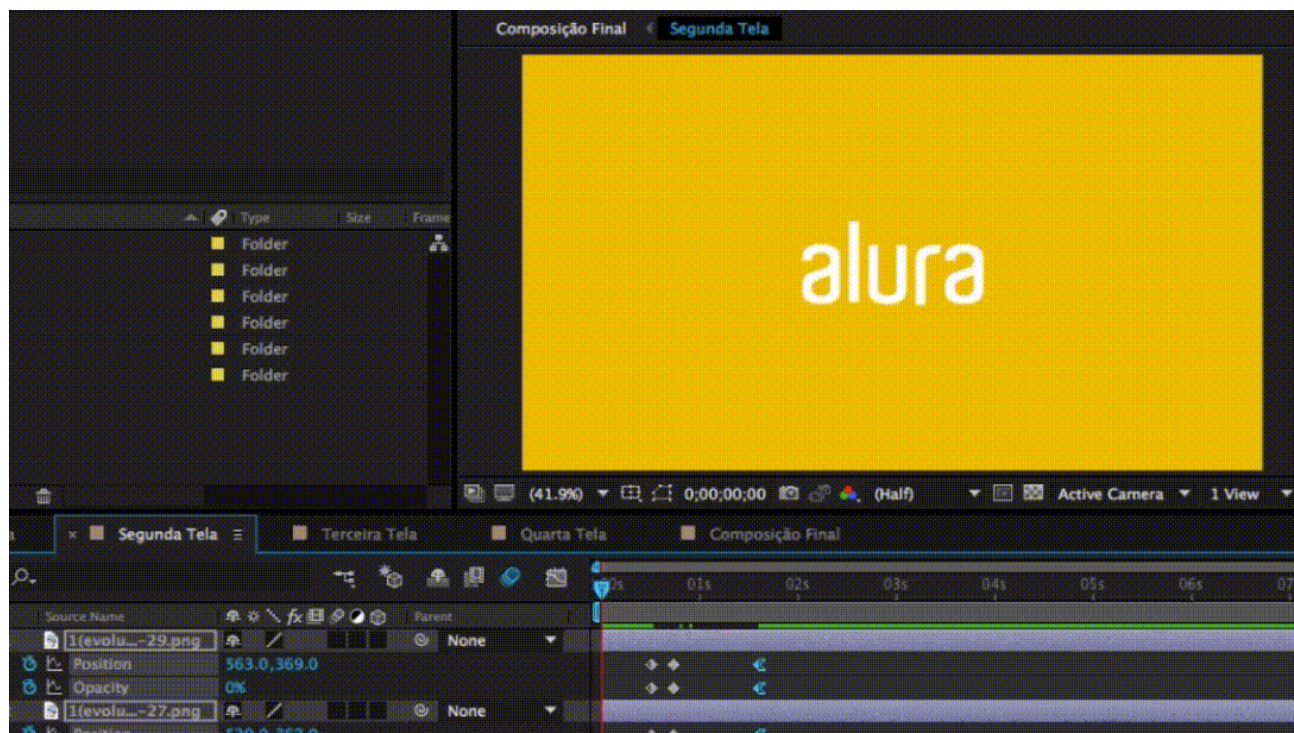 Composição Final Segunda Tela
Type Size Frame
Folder
Folder
Folder
Folder
Folder
Folder
alura
(41.9%) 0;00;00;00 (Half) Active Camera 1 View
Segunda Tela Terceira Tela Quarta Tela Composição Final
01s 02s 03s 04s 05s 06s 07
Source Name fx Parent
1(evolu...-29.png None
Position 563.0,369.0
Opacity 0%
1(evolu...-27.png None
Position